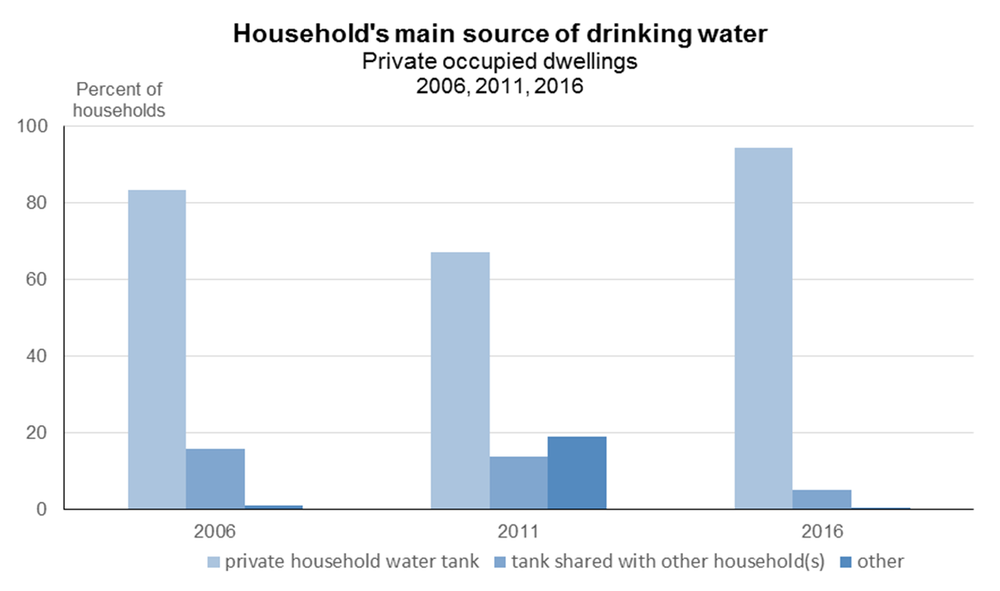 Household's main source of drinking water
Private occupied dwellings
2006, 2011, 2016
Percent of
households
100
80
60
40
20
0
2006 2011 2016
private household water tank tank shared with other household(s) other